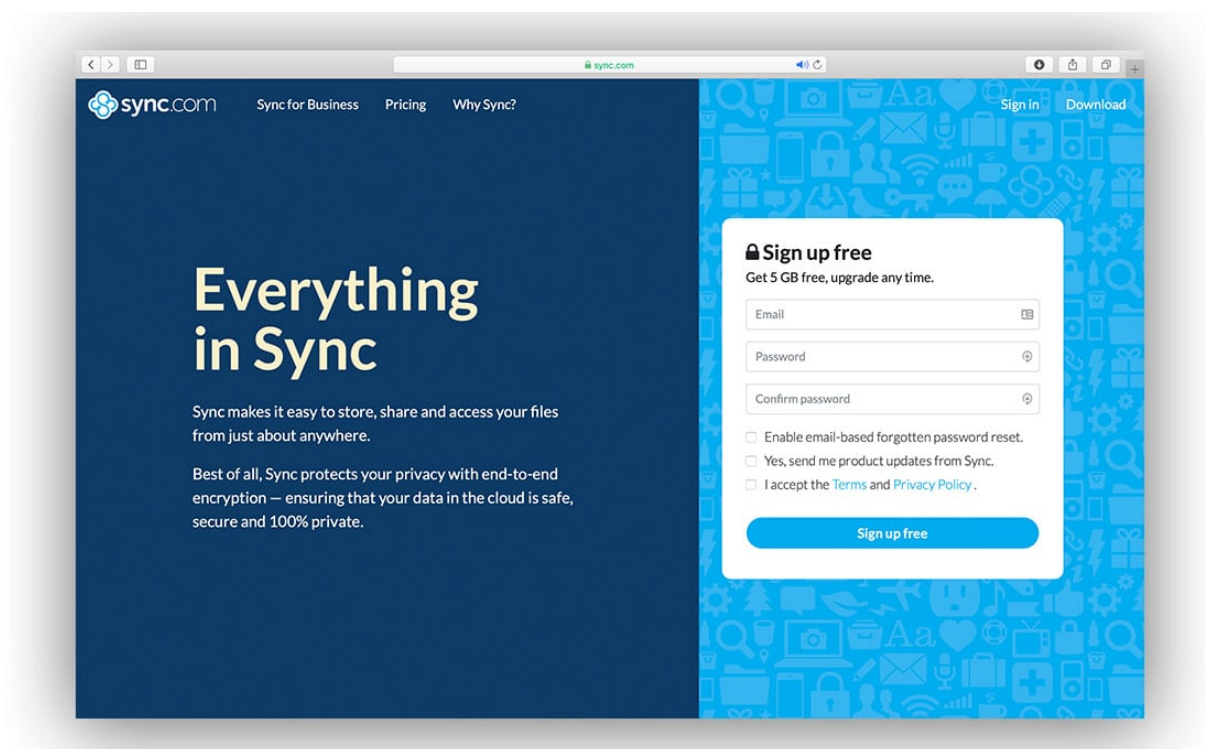 sync.com
sync.com Sync for Business Pricing Why Sync? Sign in Download
Everything
in Sync
Sync makes it easy to store, share and access your files
from just about anywhere.
Best of all, Sync protects your privacy with end-to-end
encryption — ensuring that your data in the cloud is safe,
secure and 100% private.
Sign up free
Get 5 GB free, upgrade any time.
Email
Password
Confirm password
Enable email-based forgotten password reset.
Yes, send me product updates from Sync.
I accept the Terms and Privacy Policy .
Sign up free
Aa
Aa